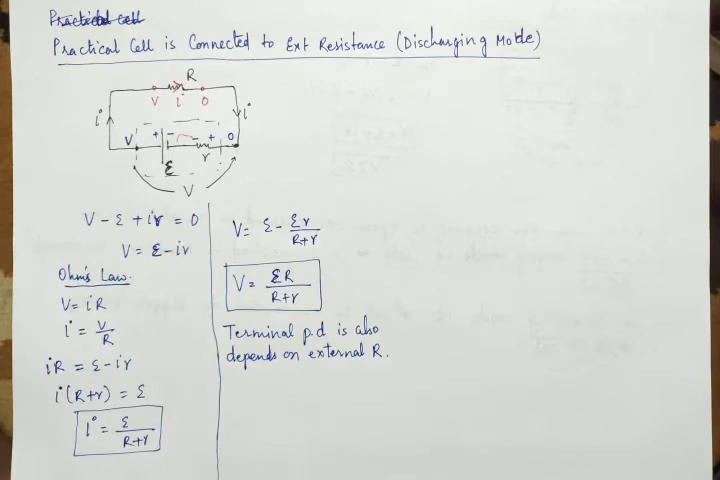 Practical cell
Practical Cell is Connected to Ext Resistance (Discharging Mode)
R
V i 0
i i
V + - - + 0
ε r
V
V - ε + ir = 0
V = ε - ir
Ohm's Law.
V = iR
i = V/R
iR = ε - ir
i(R+r) = ε
i = ε/R+r
V = ε - εr/R+r
V = εR/R+r
Terminal p.d is also
depends on external R.